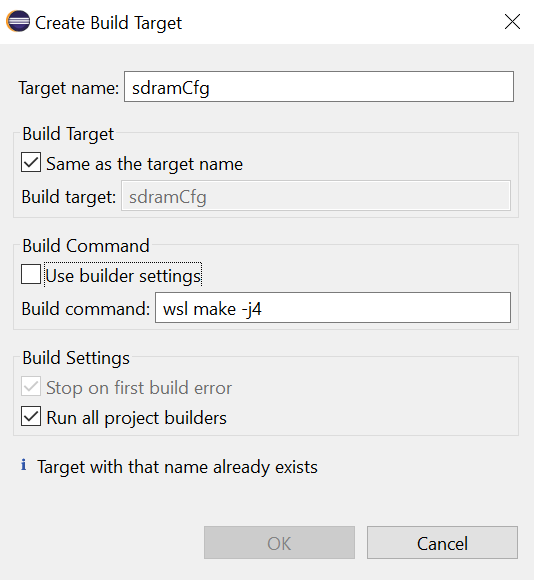 Create Build Target
Target name: sdramCfg
Build Target
Same as the target name
Build target: sdramCfg
Build Command
Use builder settings
Build command: wsl make -j4
Build Settings
Stop on first build error
Run all project builders
i Target with that name already exists
OK Cancel